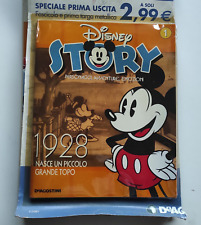 SPECIALE PRIMA USCITA
A SOLI
2,99€
Fascicolo e prima targa metallica
Disney
STORY
1
1928
NASCE UN PICCOLO
GRANDE TOPO
DeAGOSTINI
DeAG